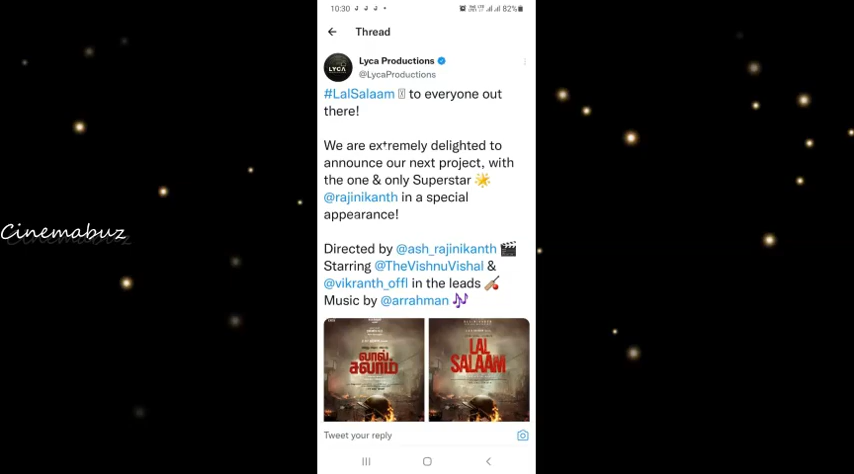 10:30
82%
Thread
Lyca Productions
@LycaProductions
#LalSalaam to everyone out
there!
We are extremely delighted to
announce our next project, with
the one & only Superstar 🌟
@rajinikanth in a special
appearance!
Directed by @ash_rajinikanth 🎬
Starring @TheVishnuVishal &
@vikranth_offl in the leads 🏏
Music by @arrahman 🎶
லால்
சலாம்
LAL
SALAAM
Tweet your reply
Cinemabuz
LYCA